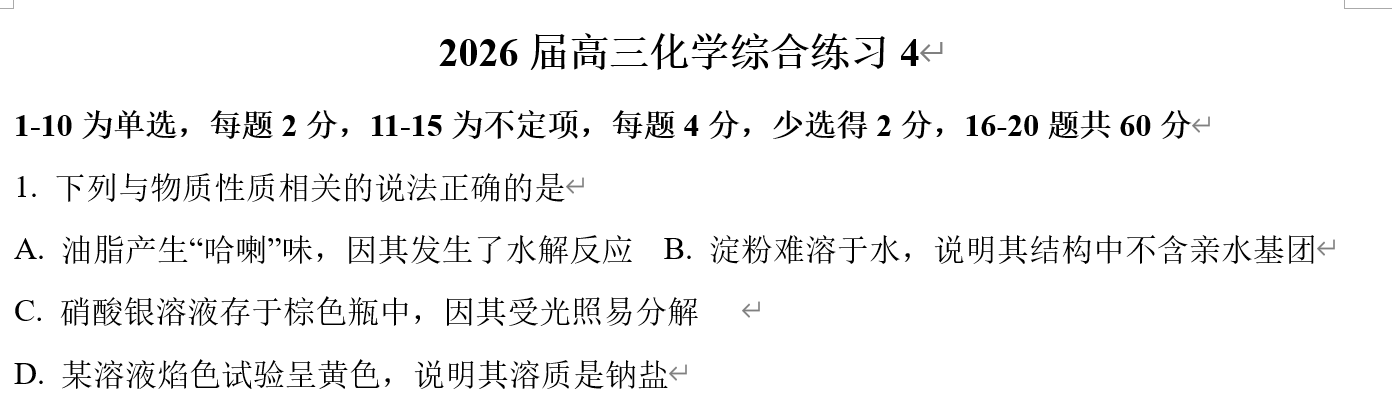 2026 届高三化学综合练习 4↵
1-10 为单选，每题 2 分，11-15 为不定项，每题 4 分，少选得 2 分，16-20 题共 60 分↵
1. 下列与物质性质相关的说法正确的是↵
A. 油脂产生“哈喇”味，因其发生了水解反应 B. 淀粉难溶于水，说明其结构中不含亲水基团↵
C. 硝酸银溶液存于棕色瓶中，因其受光照易分解 ↵
D. 某溶液焰色试验呈黄色，说明其溶质是钠盐↵